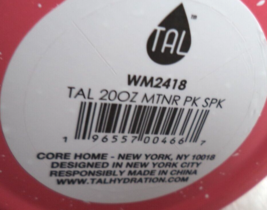 TAL
WM2418
TAL 20OZ MTNR PK SPK
1 96557 00466 7
CORE HOME - NEW YORK, NY 10018
DESIGNED IN NEW YORK CITY
RESPONSIBLY MADE IN CHINA
WWW.TALHYDRATION.COM